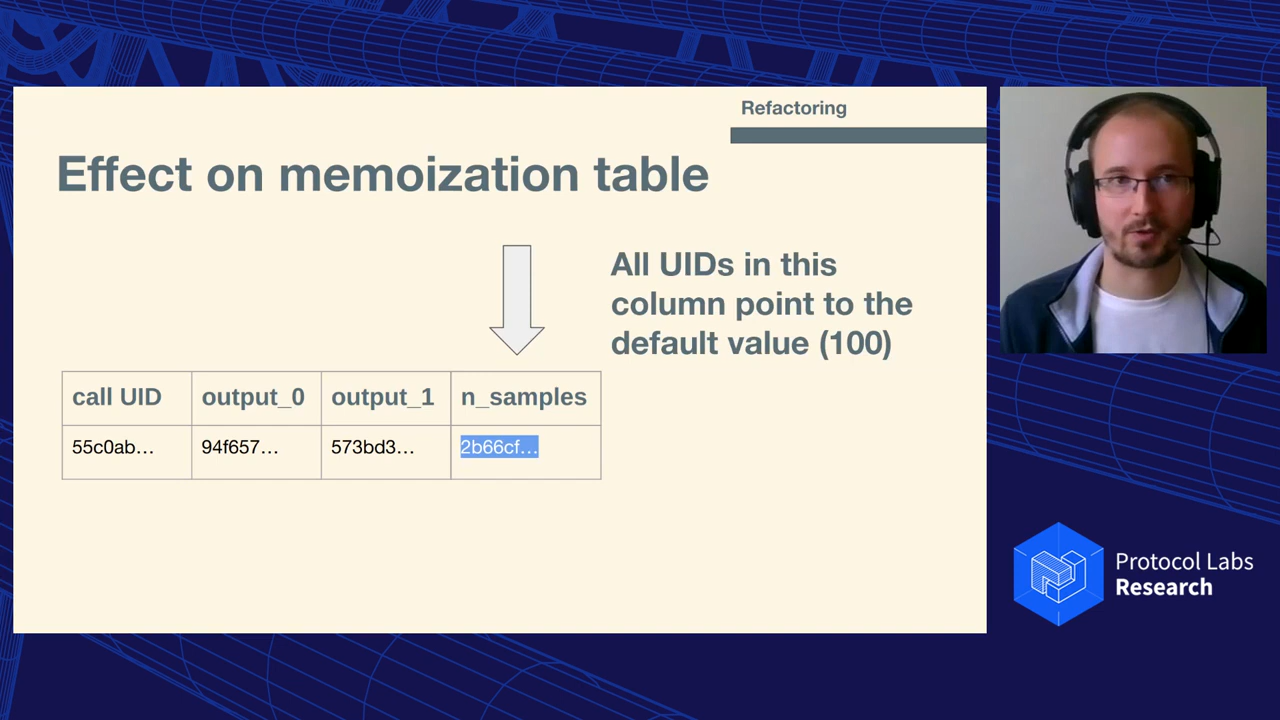 Refactoring
Effect on memoization table
All UIDs in this
column point to the
default value (100)
call UID output_0 output_1 n_samples
55c0ab... 94f657... 573bd3... 2b66cf...
Protocol Labs
Research